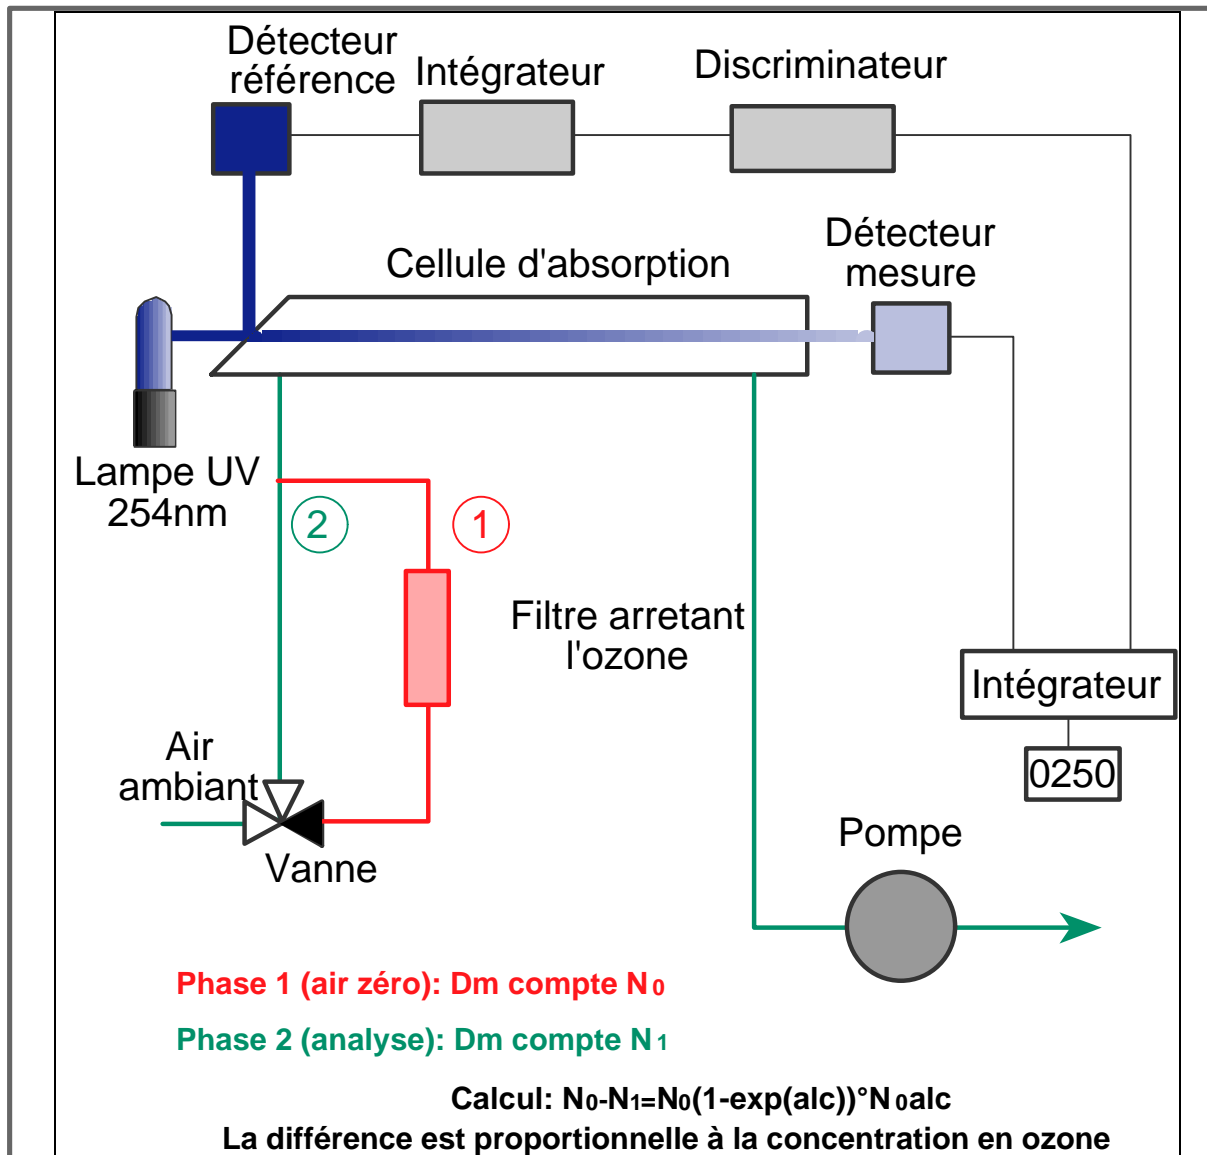 Détecteur
référence
Intégrateur
Discriminateur
Cellule d'absorption
Détecteur
mesure
Lampe UV
254nm
2
1
Filtre arretant
l'ozone
Intégrateur
0250
Air
ambiant
Vanne
Pompe
Phase 1 (air zéro): Dm compte N0
Phase 2 (analyse): Dm compte N1
Calcul: N0-N1=N0(1-exp(alc))°N0alc
La différence est proportionnelle à la concentration en ozone